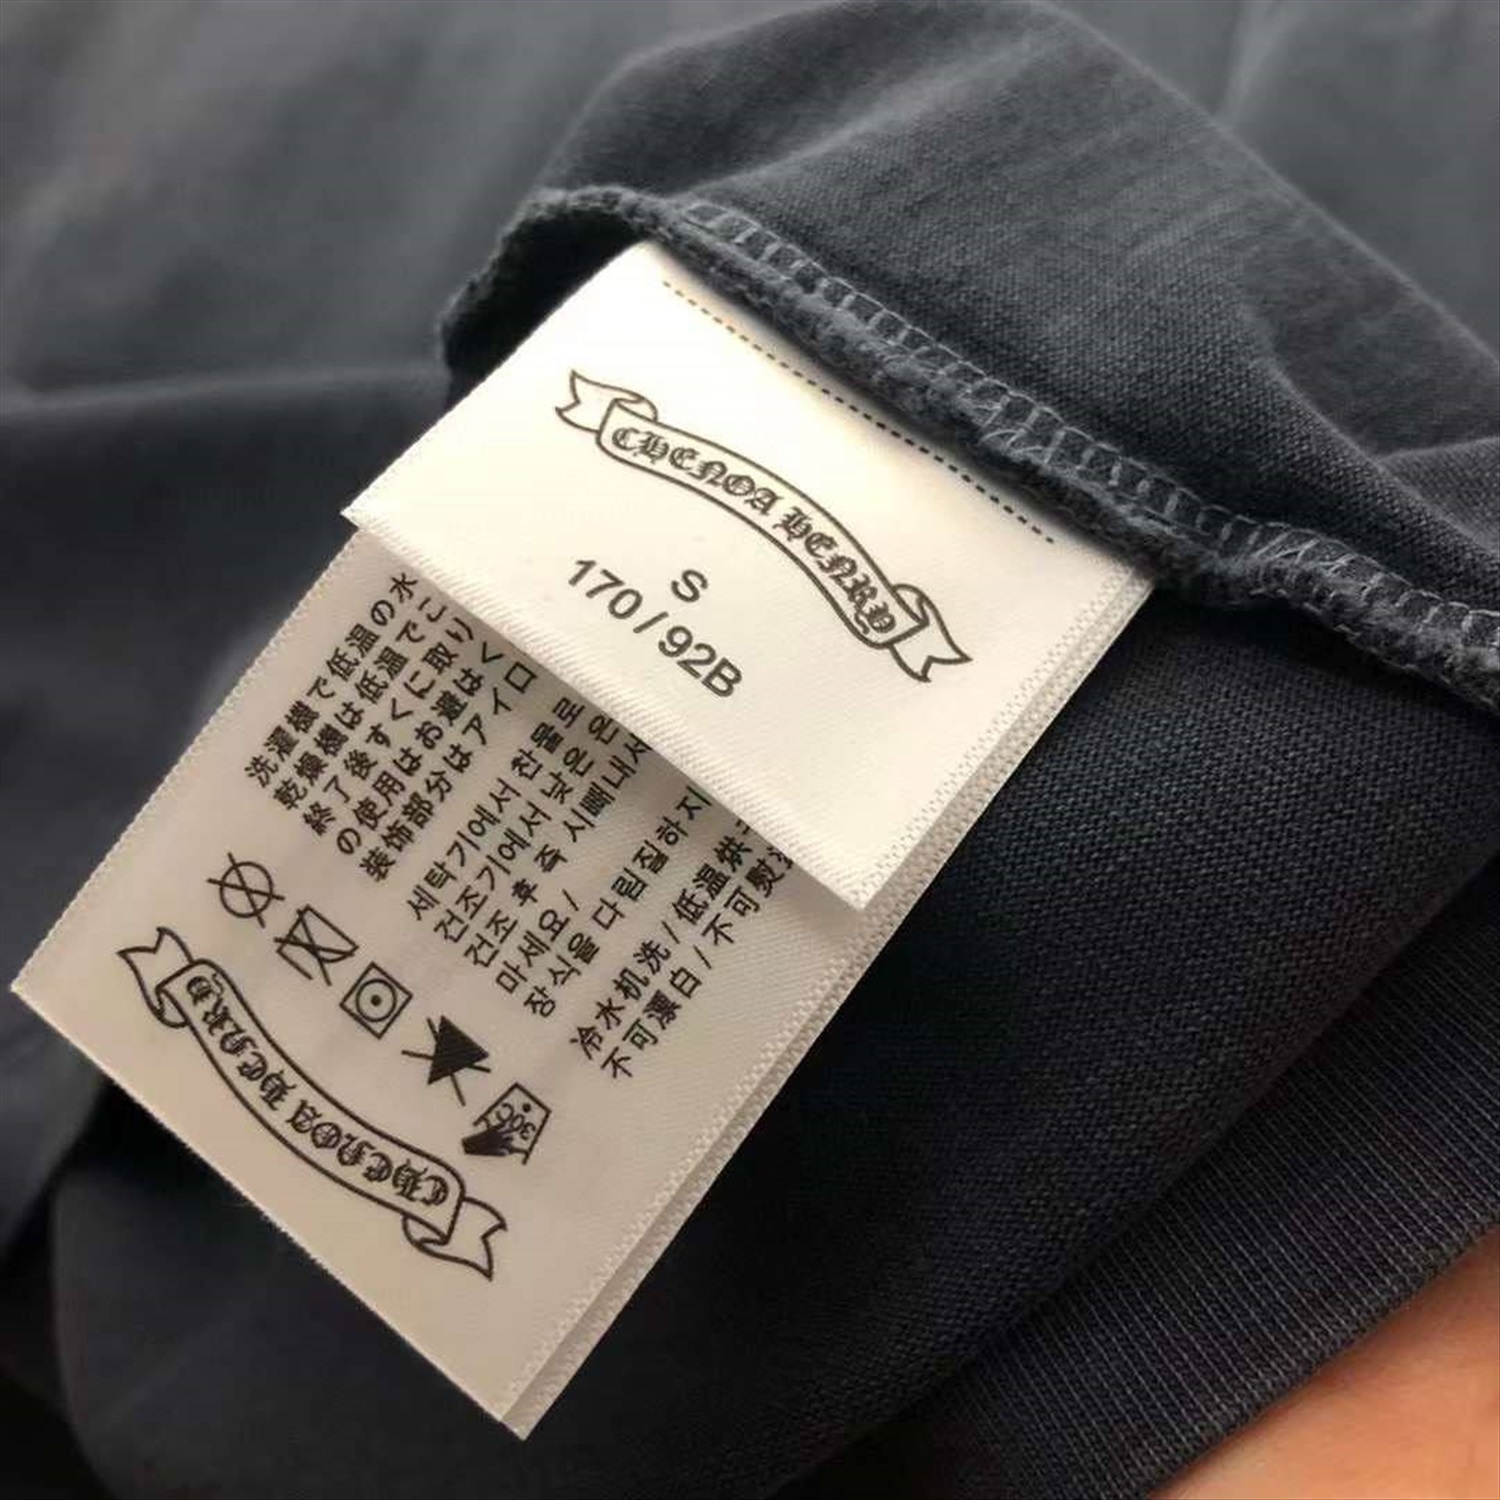 CHENOA HENRY
S
170/92B
洗濯機で低温の水
乾燥機は低温でこ
終了後すぐに取り
の使用はお避けく
装飾部分はアイロ
세탁기에서 찬물로
건조기에서 낮은 온
건조 후 즉시 빼내서
마세요/
장식을 다림질하지
冷水机洗/低温烘
不可漂白/不可熨
30C
CHENOA HENRY